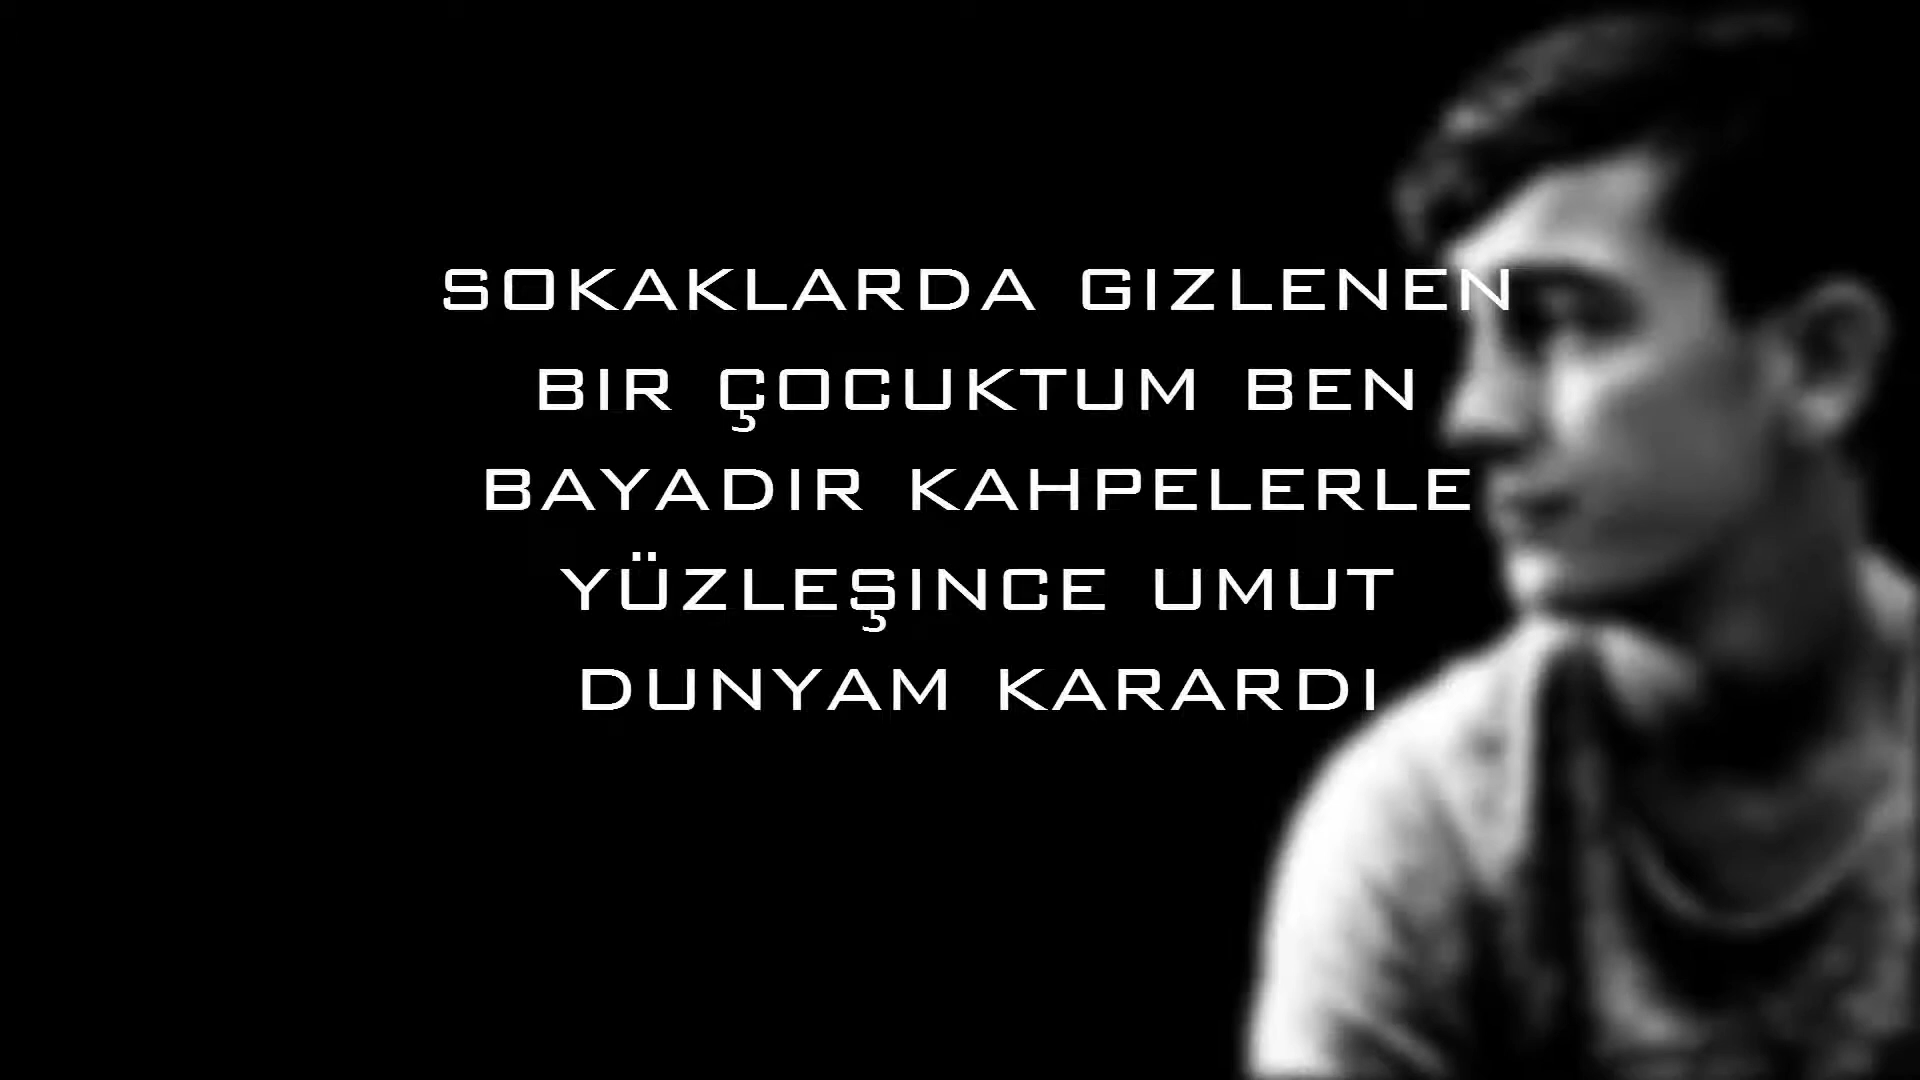 SOKAKLARDA GIZLENEN
BIR ÇOCUKTUM BEN
BAYADIR KAHPELERLE
YÜZLEŞINCE UMUT
DUNYAM KARARDI